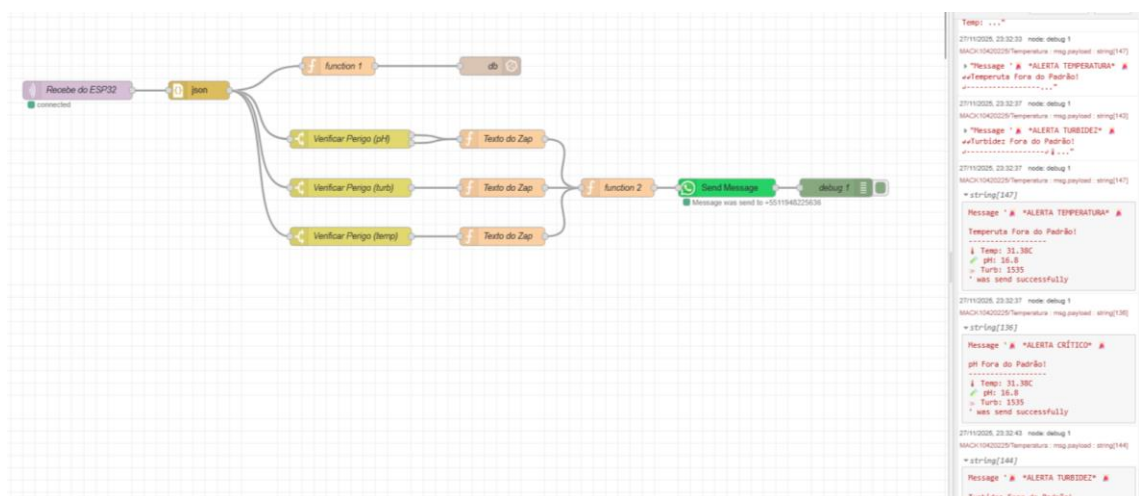 function 1
db
Recebe do ESP32
json
connected
Verificar Perigo (pH)
Texto do Zap
Verificar Perigo (turb)
Texto do Zap
function 2
Send Message
debug 1
Message was send to +5511948225636
Verificar Perigo (temp)
Texto do Zap
Temp: ..."
27/11/2025, 23:32:33 node: debug 1
MACK10420225/Temperatura : msg.payload : string[147]
"Message ' *ALERTA TEMPERATURA*
Temperuta Fora do Padrão!
------------------..."
27/11/2025, 23:32:37 node: debug 1
MACK10420225/Temperatura : msg.payload : string[143]
"Message ' *ALERTA TURBIDEZ*
Turbidez Fora do Padrão!
------------------ ..."
27/11/2025, 23:32:37 node: debug 1
MACK10420225/Temperatura : msg.payload : string[147]
string[147]
Message ' *ALERTA TEMPERATURA*
Temperuta Fora do Padrão!
------------------
Temp: 31.38C
pH: 16.8
Turb: 1535
' was send successfully
27/11/2025, 23:32:37 node: debug 1
MACK10420225/Temperatura : msg.payload : string[136]
string[136]
Message ' *ALERTA CRÍTICO*
pH Fora do Padrão!
------------------
Temp: 31.38C
pH: 16.8
Turb: 1535
' was send successfully
27/11/2025, 23:32:43 node: debug 1
MACK10420225/Temperatura : msg.payload : string[144]
string[144]
Message ' *ALERTA TURBIDEZ*